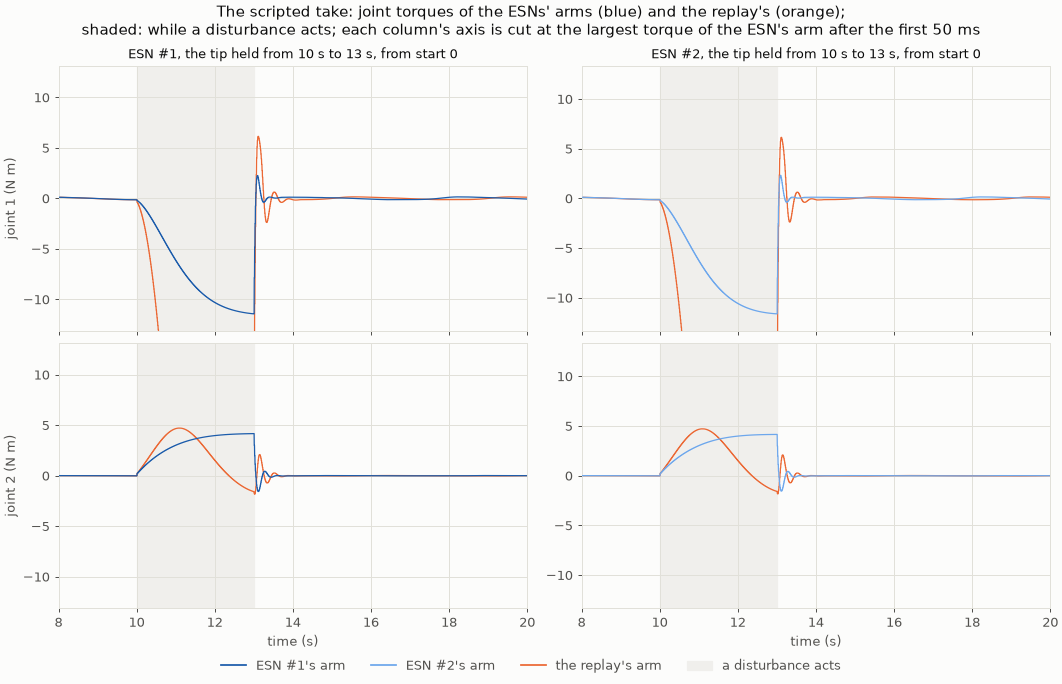 The scripted take: joint torques of the ESNs' arms (blue) and the replay's (orange);
shaded: while a disturbance acts; each column's axis is cut at the largest torque of the ESN's arm after the first 50 ms
ESN #1, the tip held from 10 s to 13 s, from start 0
ESN #2, the tip held from 10 s to 13 s, from start 0
joint 1 (N m)
10
5
0
−5
−10
10
5
0
−5
−10
joint 2 (N m)
10
5
0
−5
−10
8 10 12 14 16 18 20
time (s)
10
5
0
−5
−10
8 10 12 14 16 18 20
time (s)
ESN #1's arm ESN #2's arm the replay's arm a disturbance acts